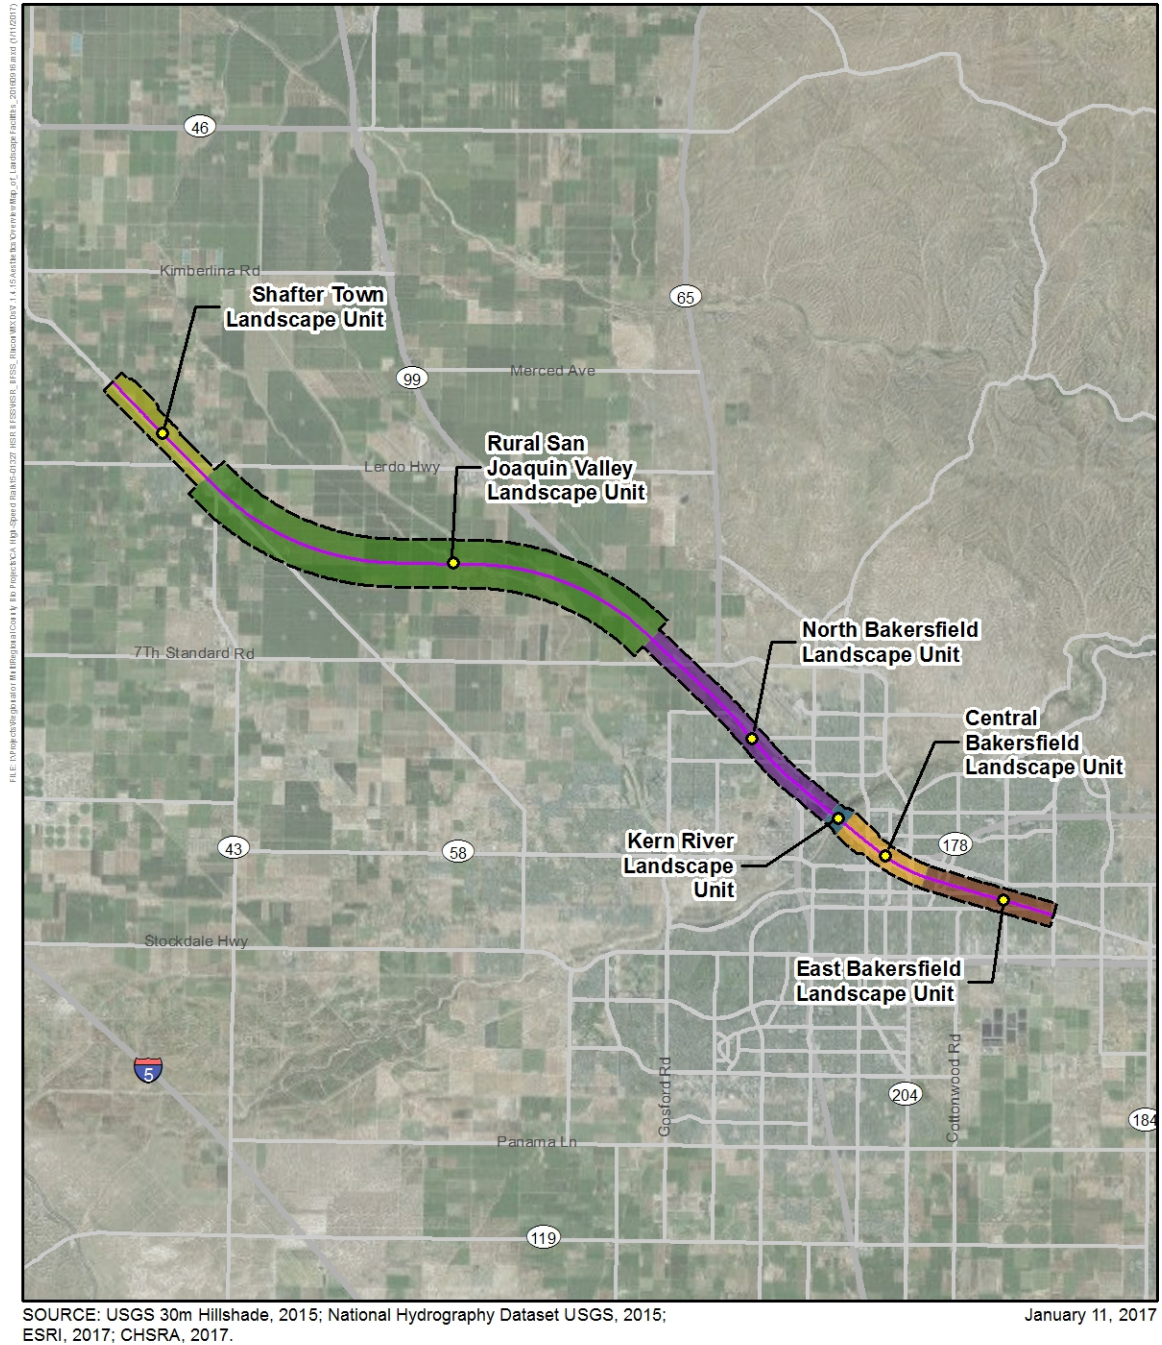 46
Kimberlina Rd
Shafter Town
Landscape Unit
65
99
Merced Ave
Rural San
Joaquin Valley
Landscape Unit
Lerdo Hwy
7Th Standard Rd
North Bakersfield
Landscape Unit
Central
Bakersfield
Landscape Unit
Kern River
Landscape
Unit
43
58
178
Stockdale Hwy
East Bakersfield
Landscape Unit
5
Gosford Rd
Cottonwood Rd
204
184
Panama Ln
119
SOURCE: USGS 30m Hillshade, 2015; National Hydrography Dataset USGS, 2015;
ESRI, 2017; CHSRA, 2017.
January 11, 2017